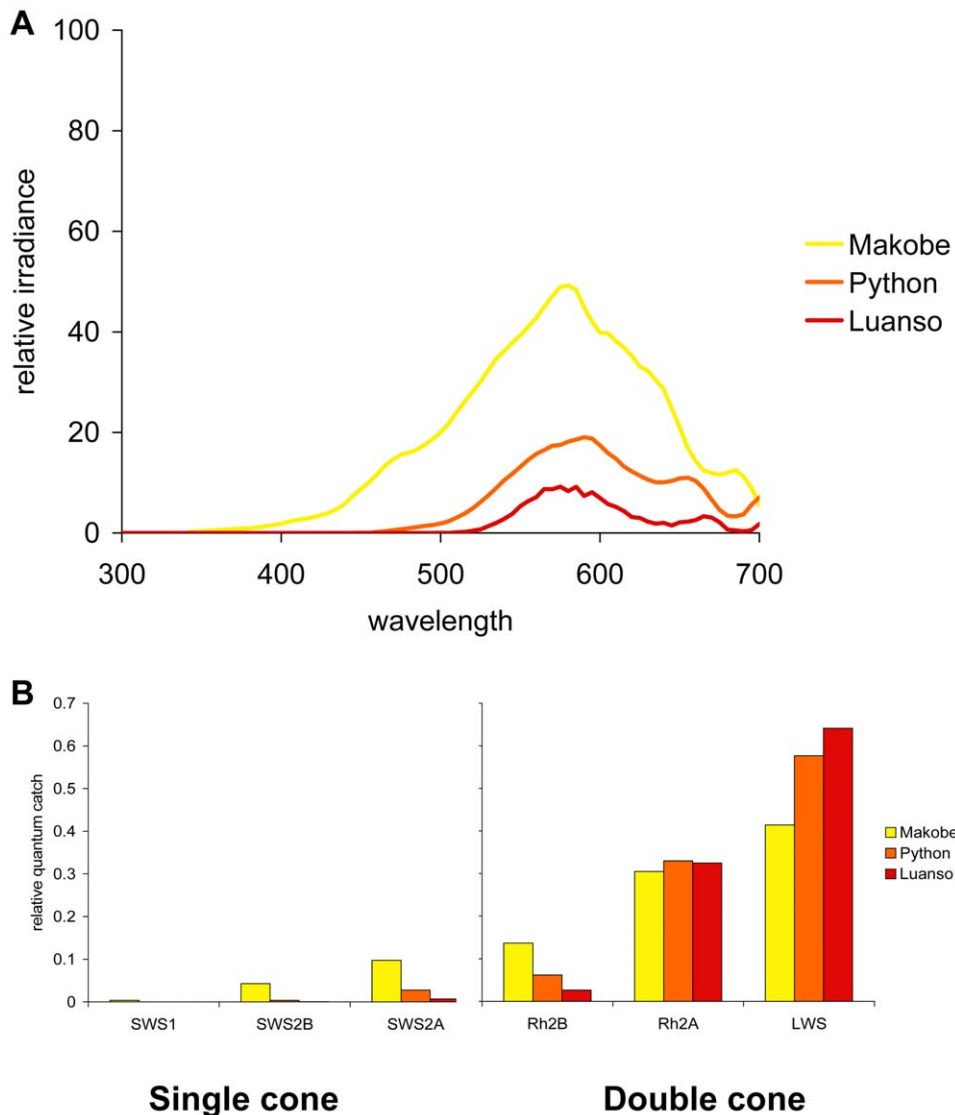 A
100
80
60
40
20
0
relative irradiance
300 400 500 600 700
wavelength
Makobe
Python
Luanso
B
0.7
0.6
0.5
0.4
0.3
0.2
0.1
0
relative quantum catch
SWS1 SWS2B SWS2A Rh2B Rh2A LWS
Makobe
Python
Luanso
Single cone Double cone